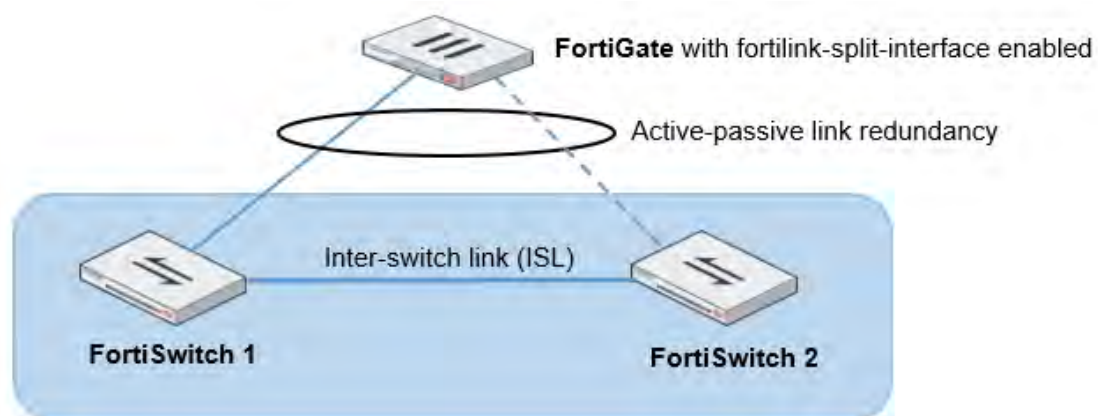 FortiGate with fortilink-split-interface enabled
Active-passive link redundancy
Inter-switch link (ISL)
FortiSwitch 1
FortiSwitch 2